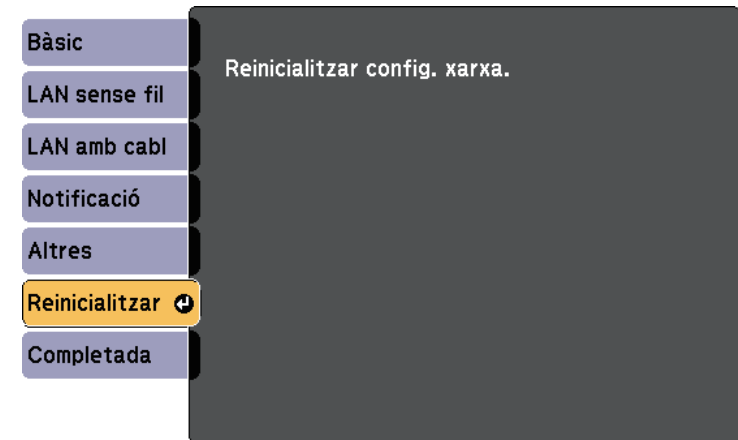 Bàsic
Reinicialitzar config. xarxa.
LAN sense fil
LAN amb cabl
Notificació
Altres
Reinicialitzar
Completada